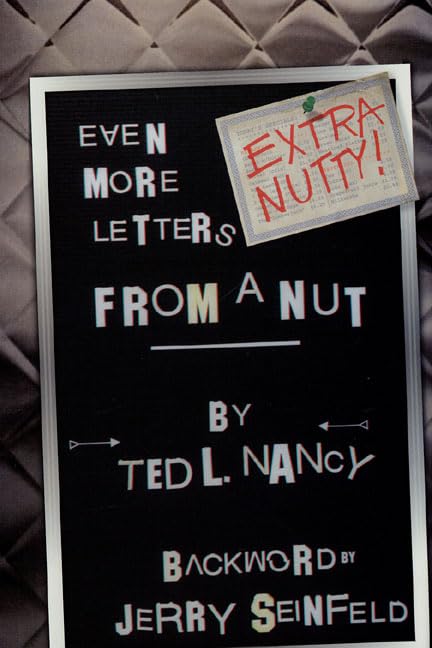 EXTRA
NUTTY!
EVEN
MORE
LETTERS
FROM A NUT
BY
TED L. NANCY
BACKWORD BY
JERRY SEINFELD